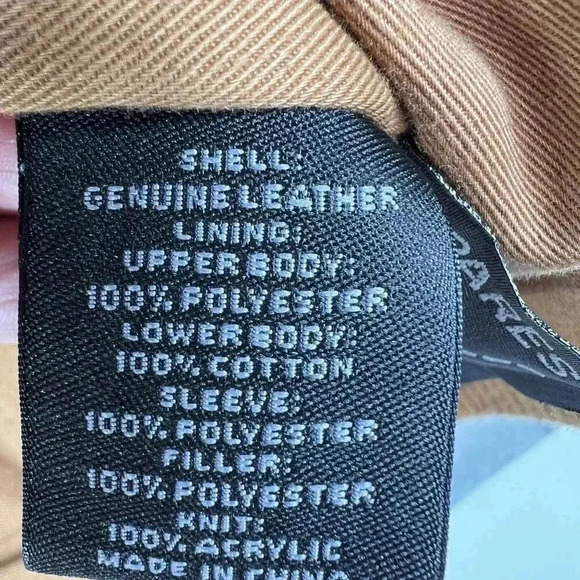 SHELL:
GENUINE LEATHER
LINING:
UPPER BODY:
100% POLYESTER
LOWER BODY:
100% COTTON
SLEEVE:
100% POLYESTER
FILLER:
100% POLYESTER
KNIT:
100% ACRYLIC
MADE IN CHINA